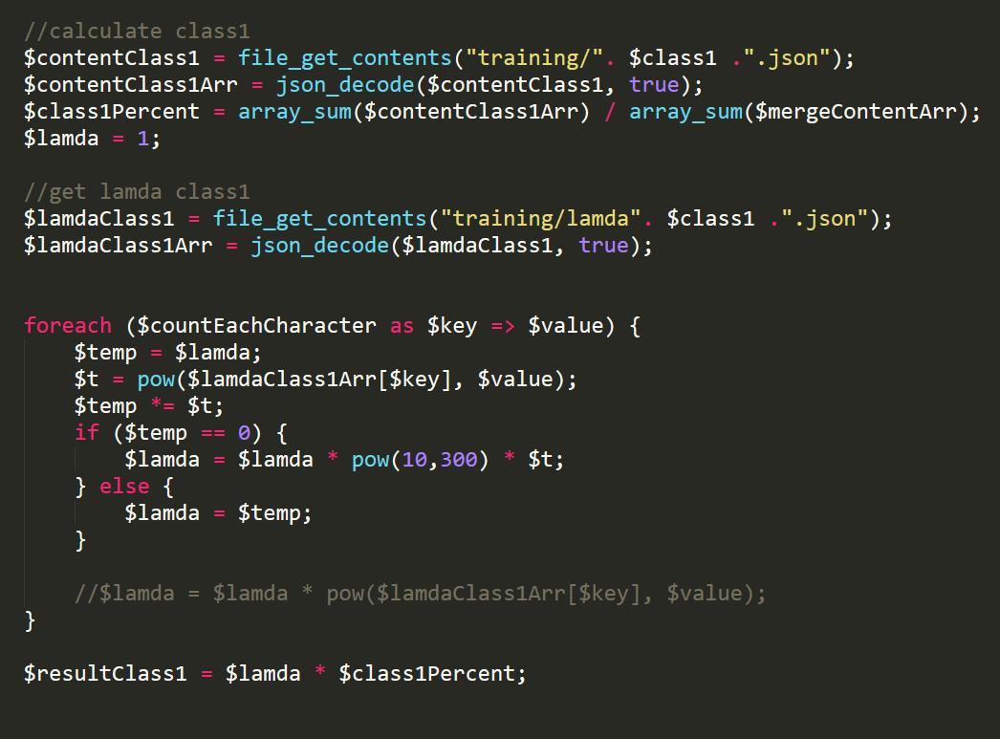 //calculate class1
$contentClass1 = file_get_contents("training/". $class1 .".json");
$contentClass1Arr = json_decode($contentClass1, true);
$class1Percent = array_sum($contentClass1Arr) / array_sum($mergeContentArr);
$lamda = 1;
//get lamda class1
$lamdaClass1 = file_get_contents("training/lamda". $class1 .".json");
$lamdaClass1Arr = json_decode($lamdaClass1, true);
foreach ($countEachCharacter as $key => $value) {
    $temp = $lamda;
    $t = pow($lamdaClass1Arr[$key], $value);
    $temp *= $t;
    if ($temp == 0) {
        $lamda = $lamda * pow(10,300) * $t;
    } else {
        $lamda = $temp;
    }
    //$lamda = $lamda * pow($lamdaClass1Arr[$key], $value);
}
$resultClass1 = $lamda * $class1Percent;